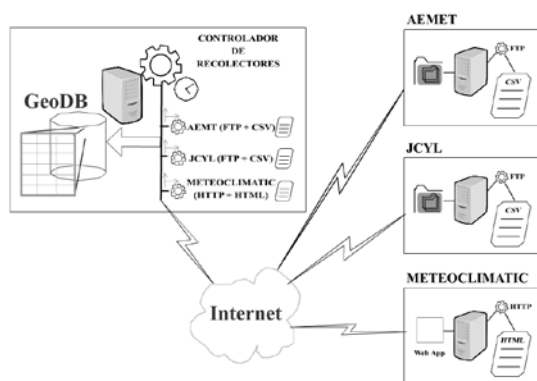 CONTROLADOR
DE
RECOLECTORES
GeoDB
AEMT (FTP + CSV)
JCYL (FTP + CSV)
METEOCLIMATIC
(HTTP + HTML)
Internet
AEMET
FTP
CSV
JCYL
FTP
CSV
METEOCLIMATIC
HTTP
Web App
HTML